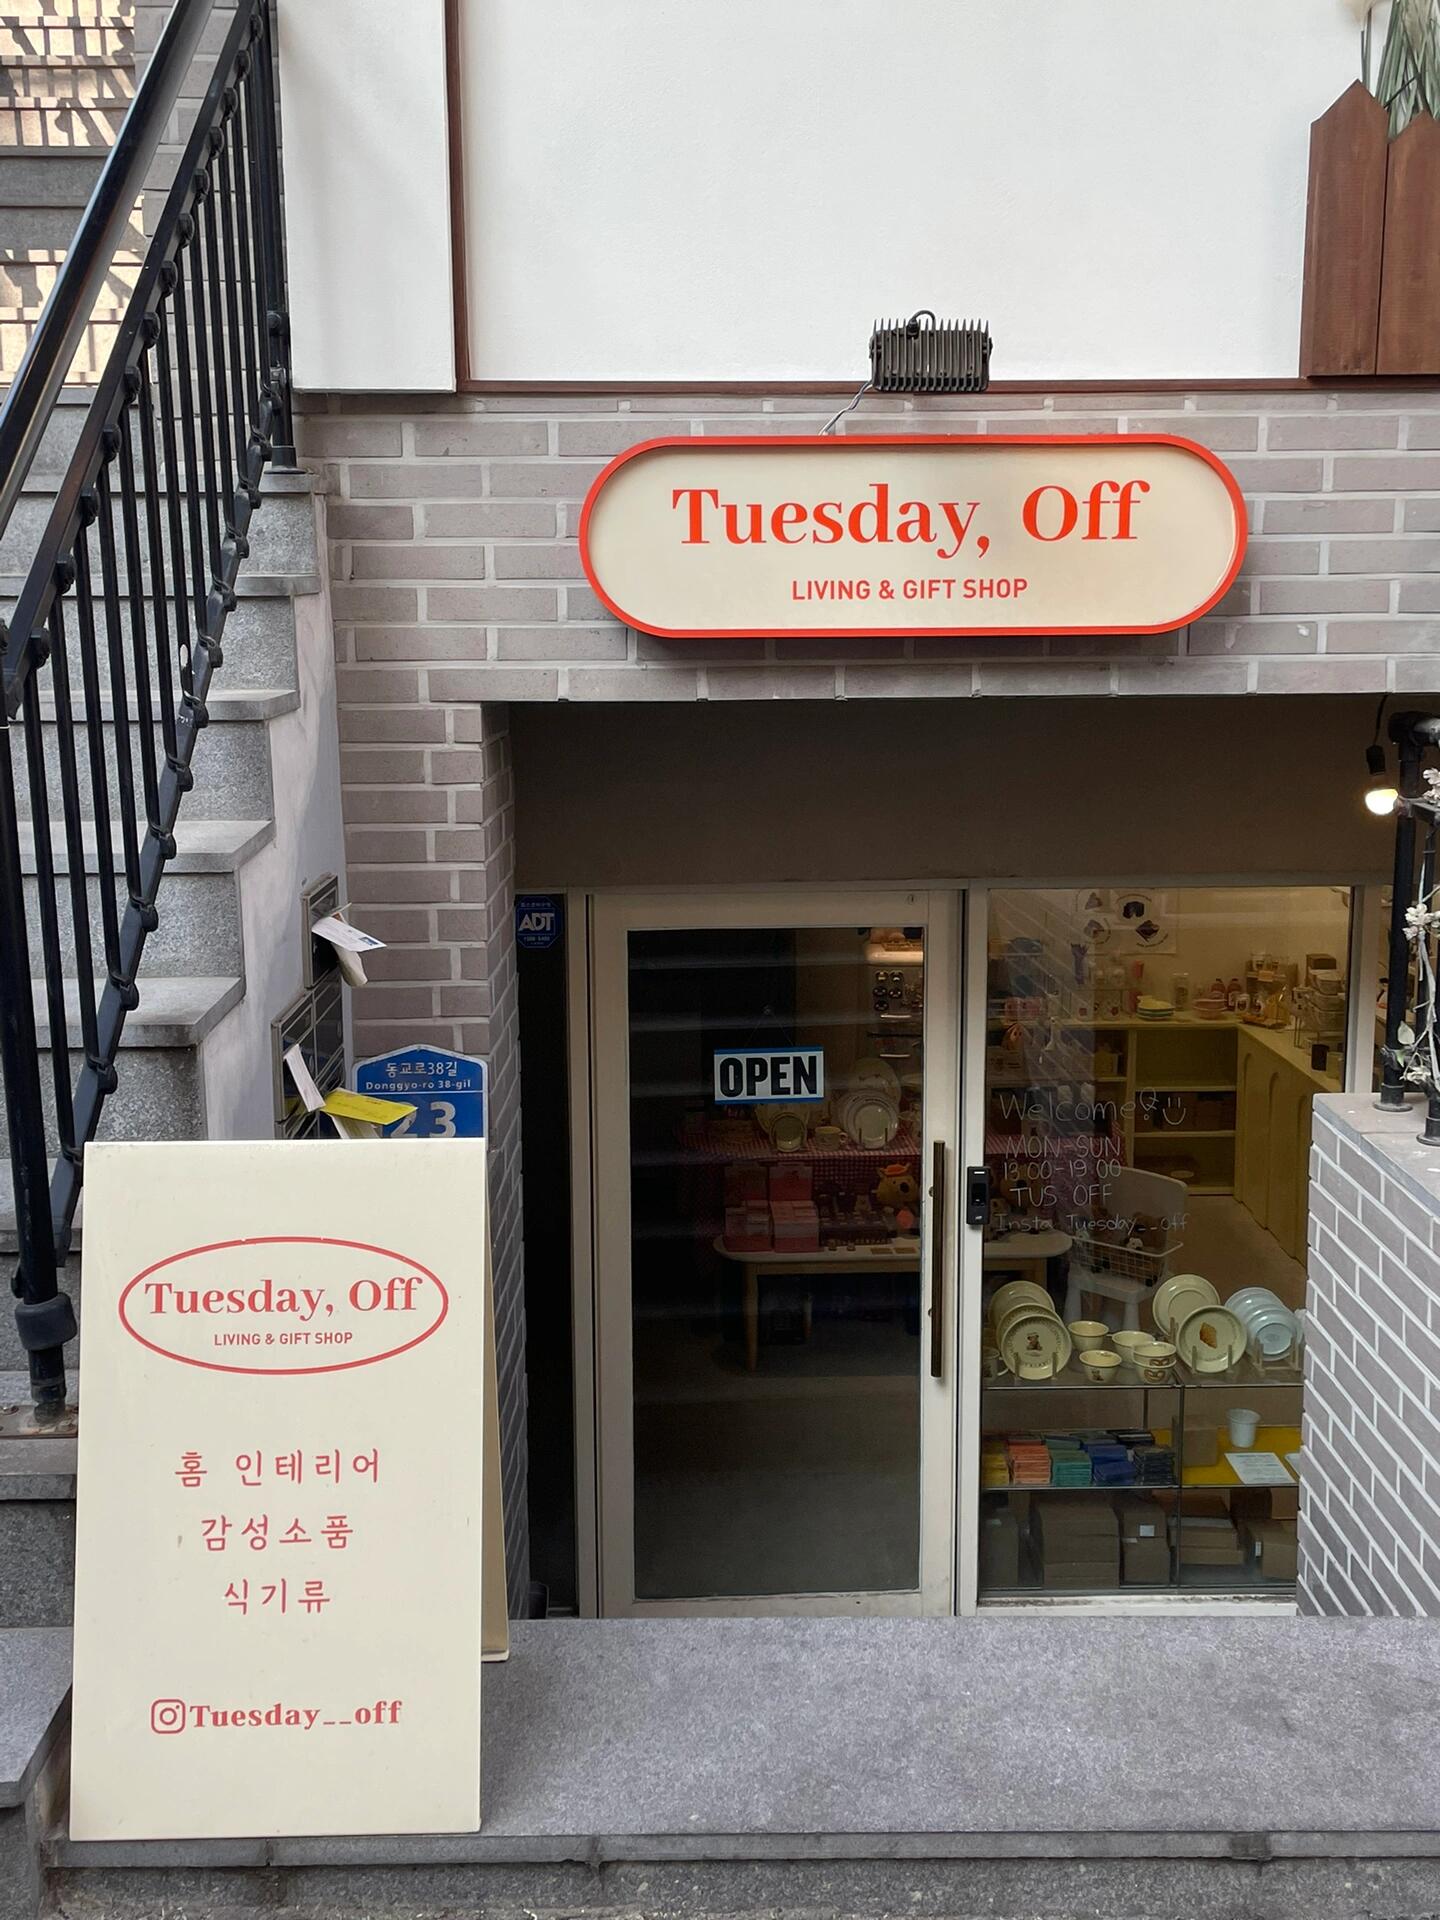 Tuesday, Off
LIVING & GIFT SHOP
ADT
동교로38길
Donggyo-ro 38-gil
23
OPEN
Welcome
MON-SUN
13:00-19:00
TUS OFF
Insta Tuesday__off
Tuesday, Off
LIVING & GIFT SHOP
홈 인테리어
감성소품
식기류
Tuesday__off